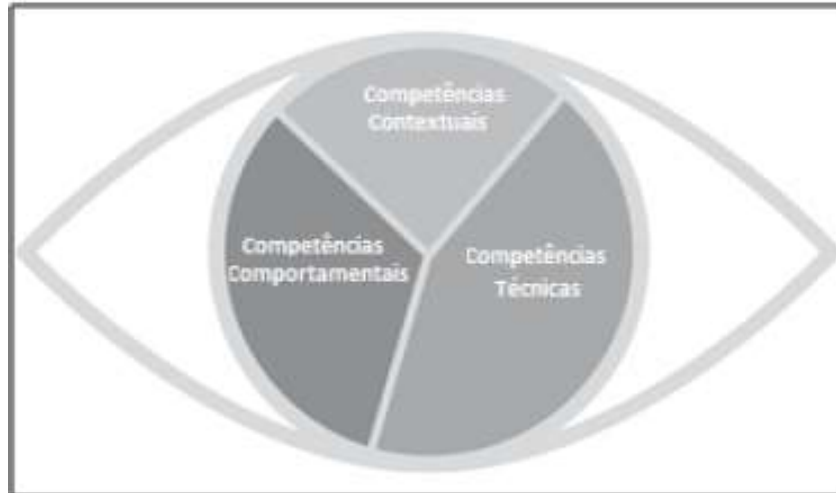 Competências
Contextuais
Competências
Comportamentais
Competências
Técnicas